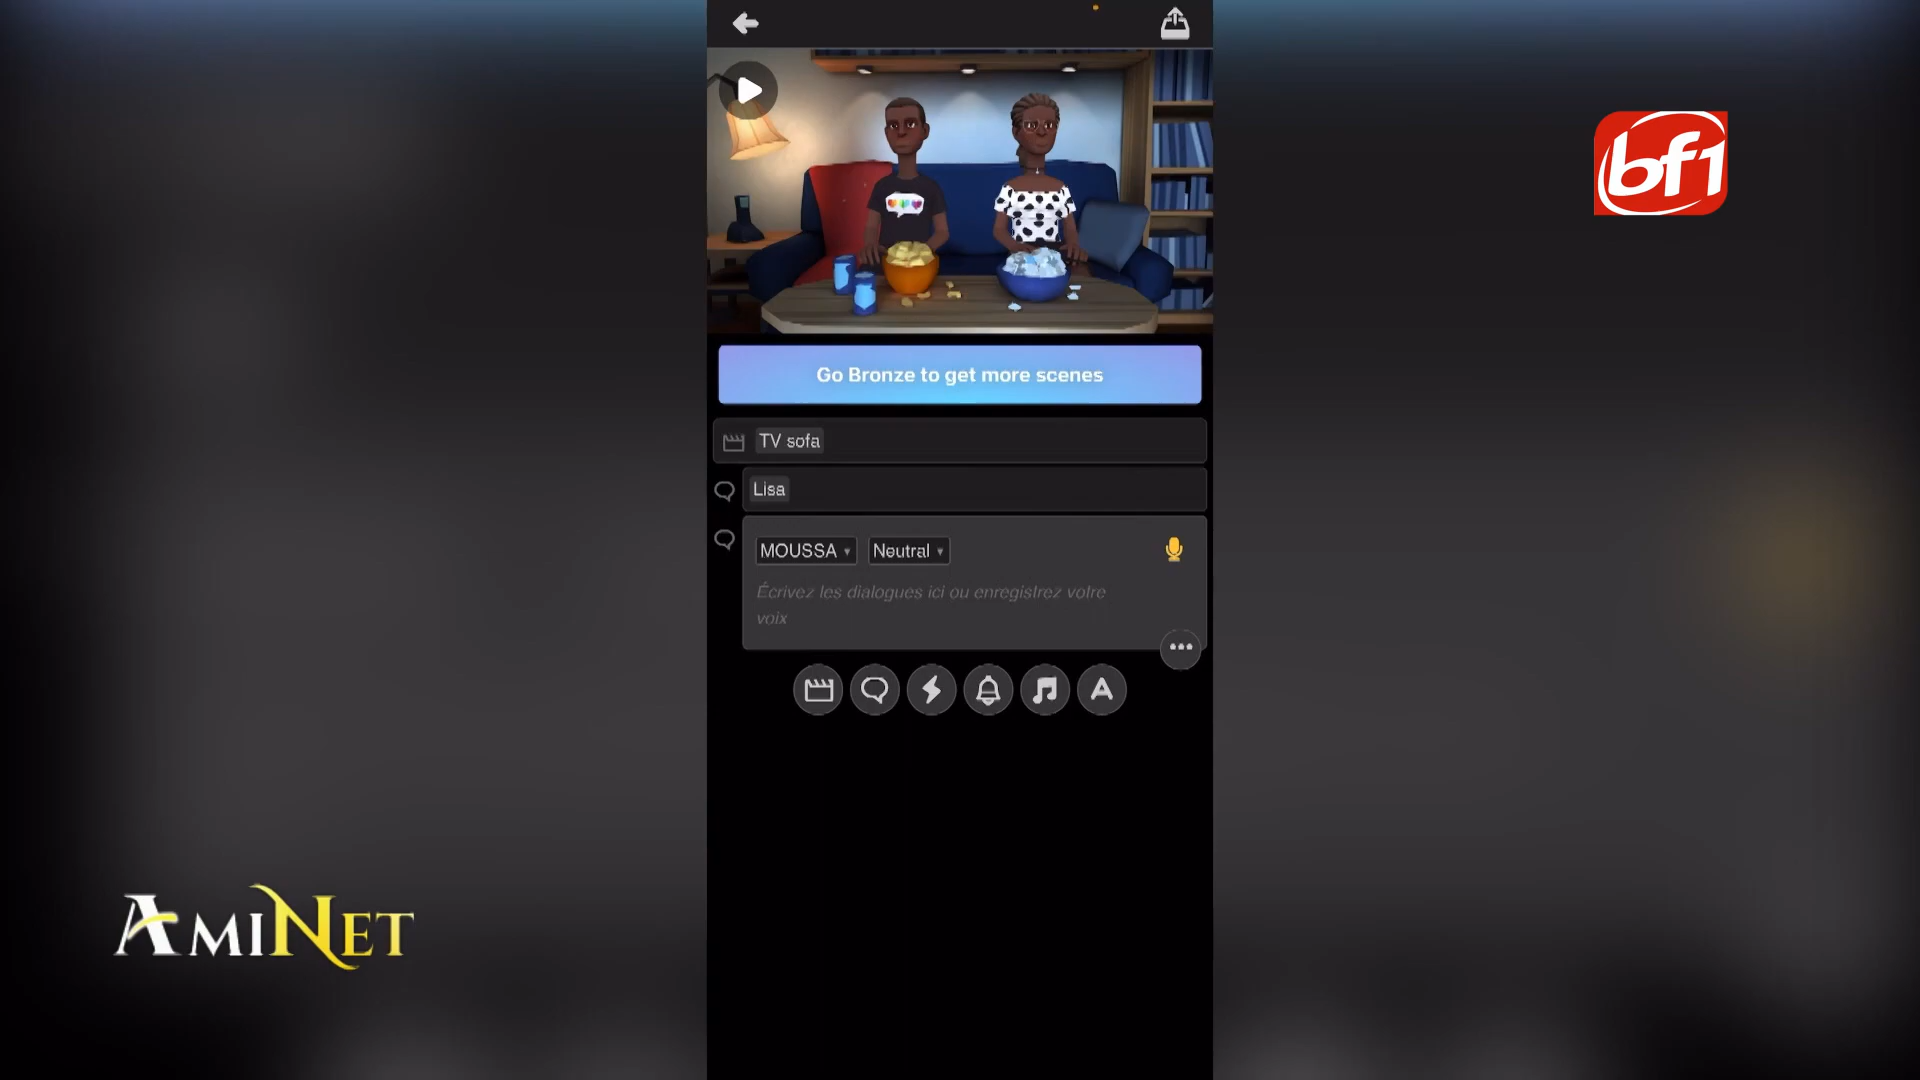 bf1
Go Bronze to get more scenes
TV sofa
Lisa
MOUSSA Neutral
Écrivez les dialogues ici ou enregistrez votre
voix
AMINET